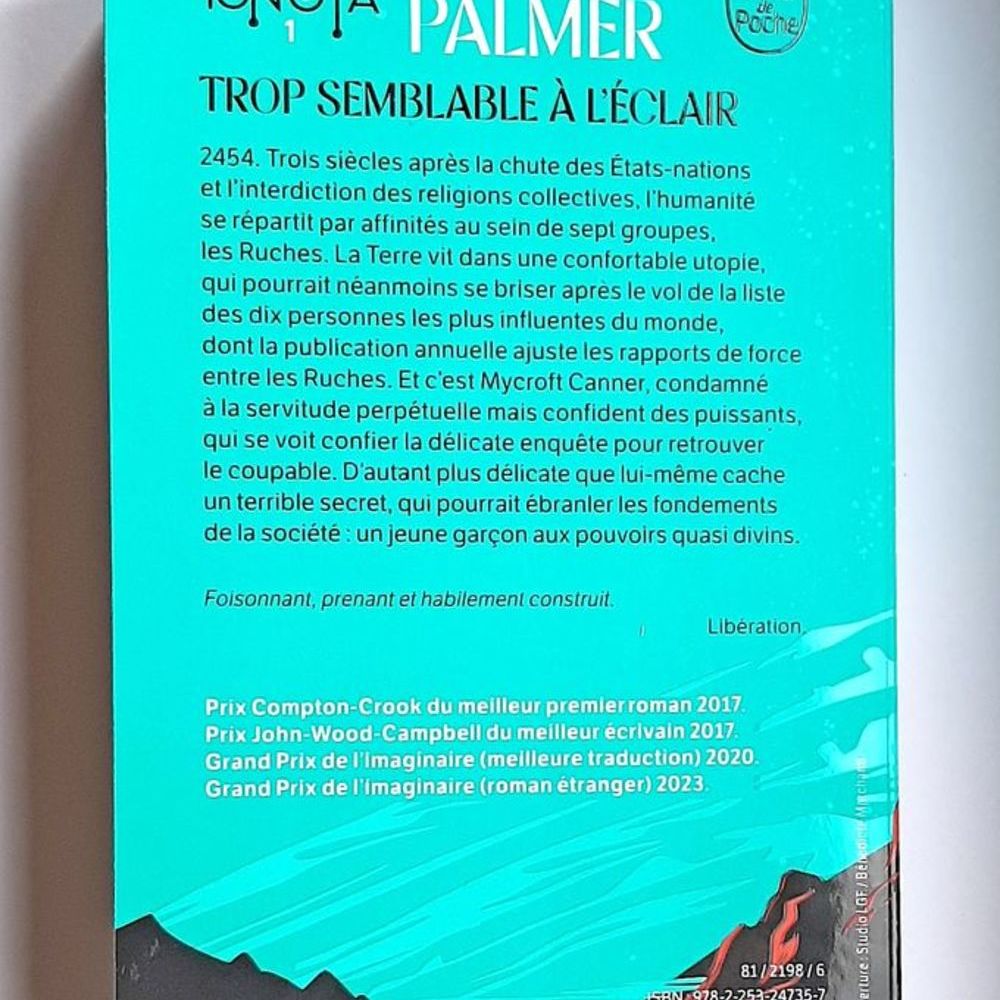 1
PALMER
de
Poche
TROP SEMBLABLE À L'ÉCLAIR
2454. Trois siècles après la chute des États-nations
et l'interdiction des religions collectives, l'humanité
se répartit par affinités au sein de sept groupes,
les Ruches. La Terre vit dans une confortable utopie,
qui pourrait néanmoins se briser après le vol de la liste
des dix personnes les plus influentes du monde,
dont la publication annuelle ajuste les rapports de force
entre les Ruches. Et c'est Mycroft Canner, condamné
à la servitude perpétuelle mais confident des puissants,
qui se voit confier la délicate enquête pour retrouver
le coupable. D'autant plus délicate que lui-même cache
un terrible secret, qui pourrait ébranler les fondements
de la société : un jeune garçon aux pouvoirs quasi divins.
Foisonnant, prenant et habilement construit.
Libération.
Prix Compton-Crook du meilleur premier roman 2017.
Prix John-Wood-Campbell du meilleur écrivain 2017.
Grand Prix de l'Imaginaire (meilleure traduction) 2020.
Grand Prix de l'Imaginaire (roman étranger) 2023.
81 / 2198 / 6
ISBN 978-2-253-24735-7
: Studio LGF /